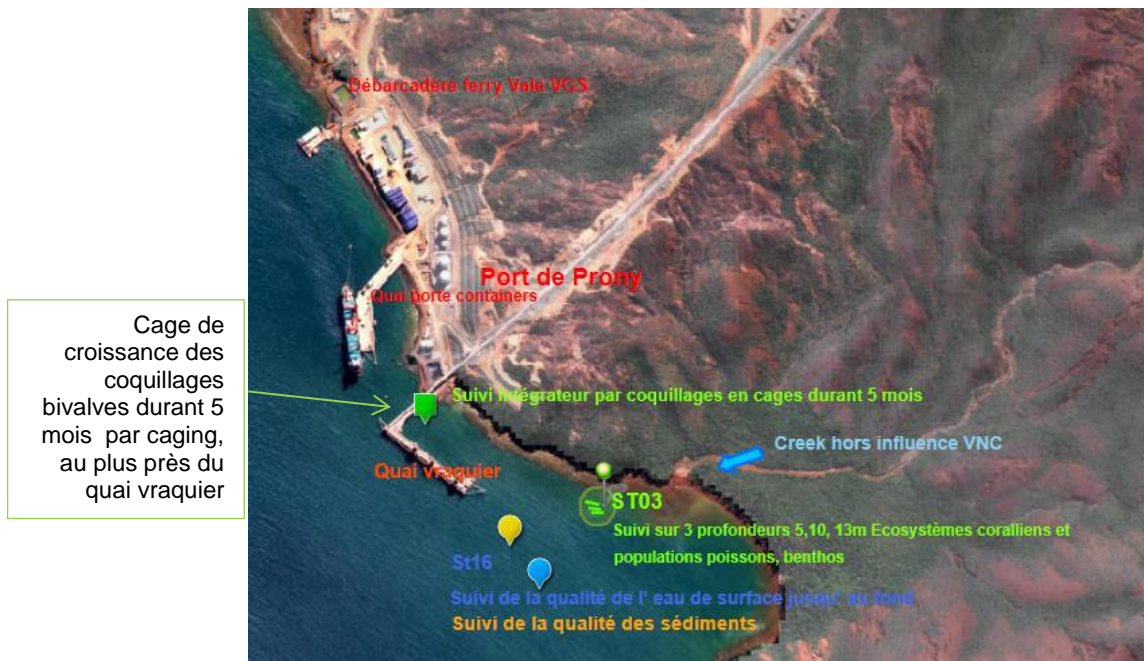 Débarcadère ferry Vale VGS
Port de Prony
Quai porte containers
Cage de
croissance des
coquillages
bivalves durant 5
mois par caging,
au plus près du
quai vraquier
Suivi intégrateur par coquillages en cages durant 5 mois
Creek hors influence VNC
Quai vraquier
ST03
Suivi sur 3 profondeurs 5,10, 13m Ecosystèmes coralliens et
populations poissons, benthos
St16
Suivi de la qualité de l' eau de surface jusqu' au fond
Suivi de la qualité des sédiments